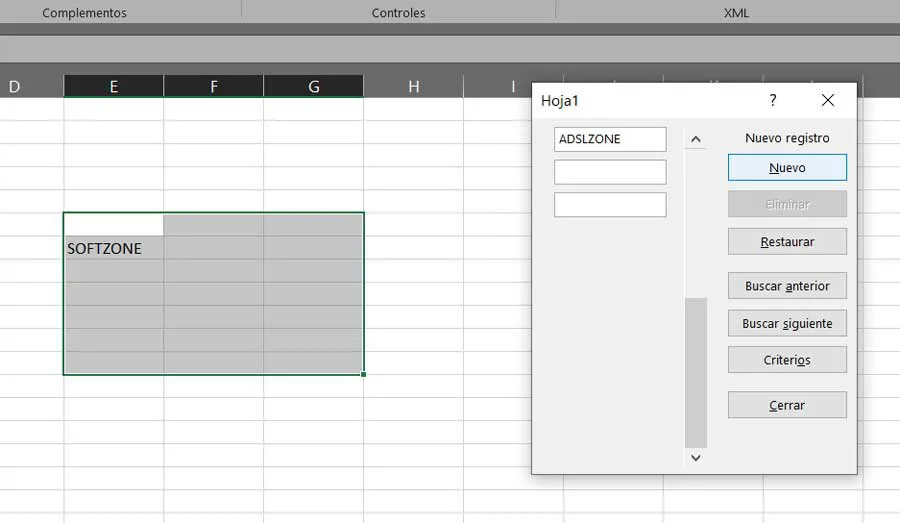 Complementos Controles XML
D E F G H I
Hoja1 ?
ADSLZONE
Nuevo registro
Nuevo
Eliminar
SOFTZONE
Restaurar
Buscar anterior
Buscar siguiente
Criterios
Cerrar